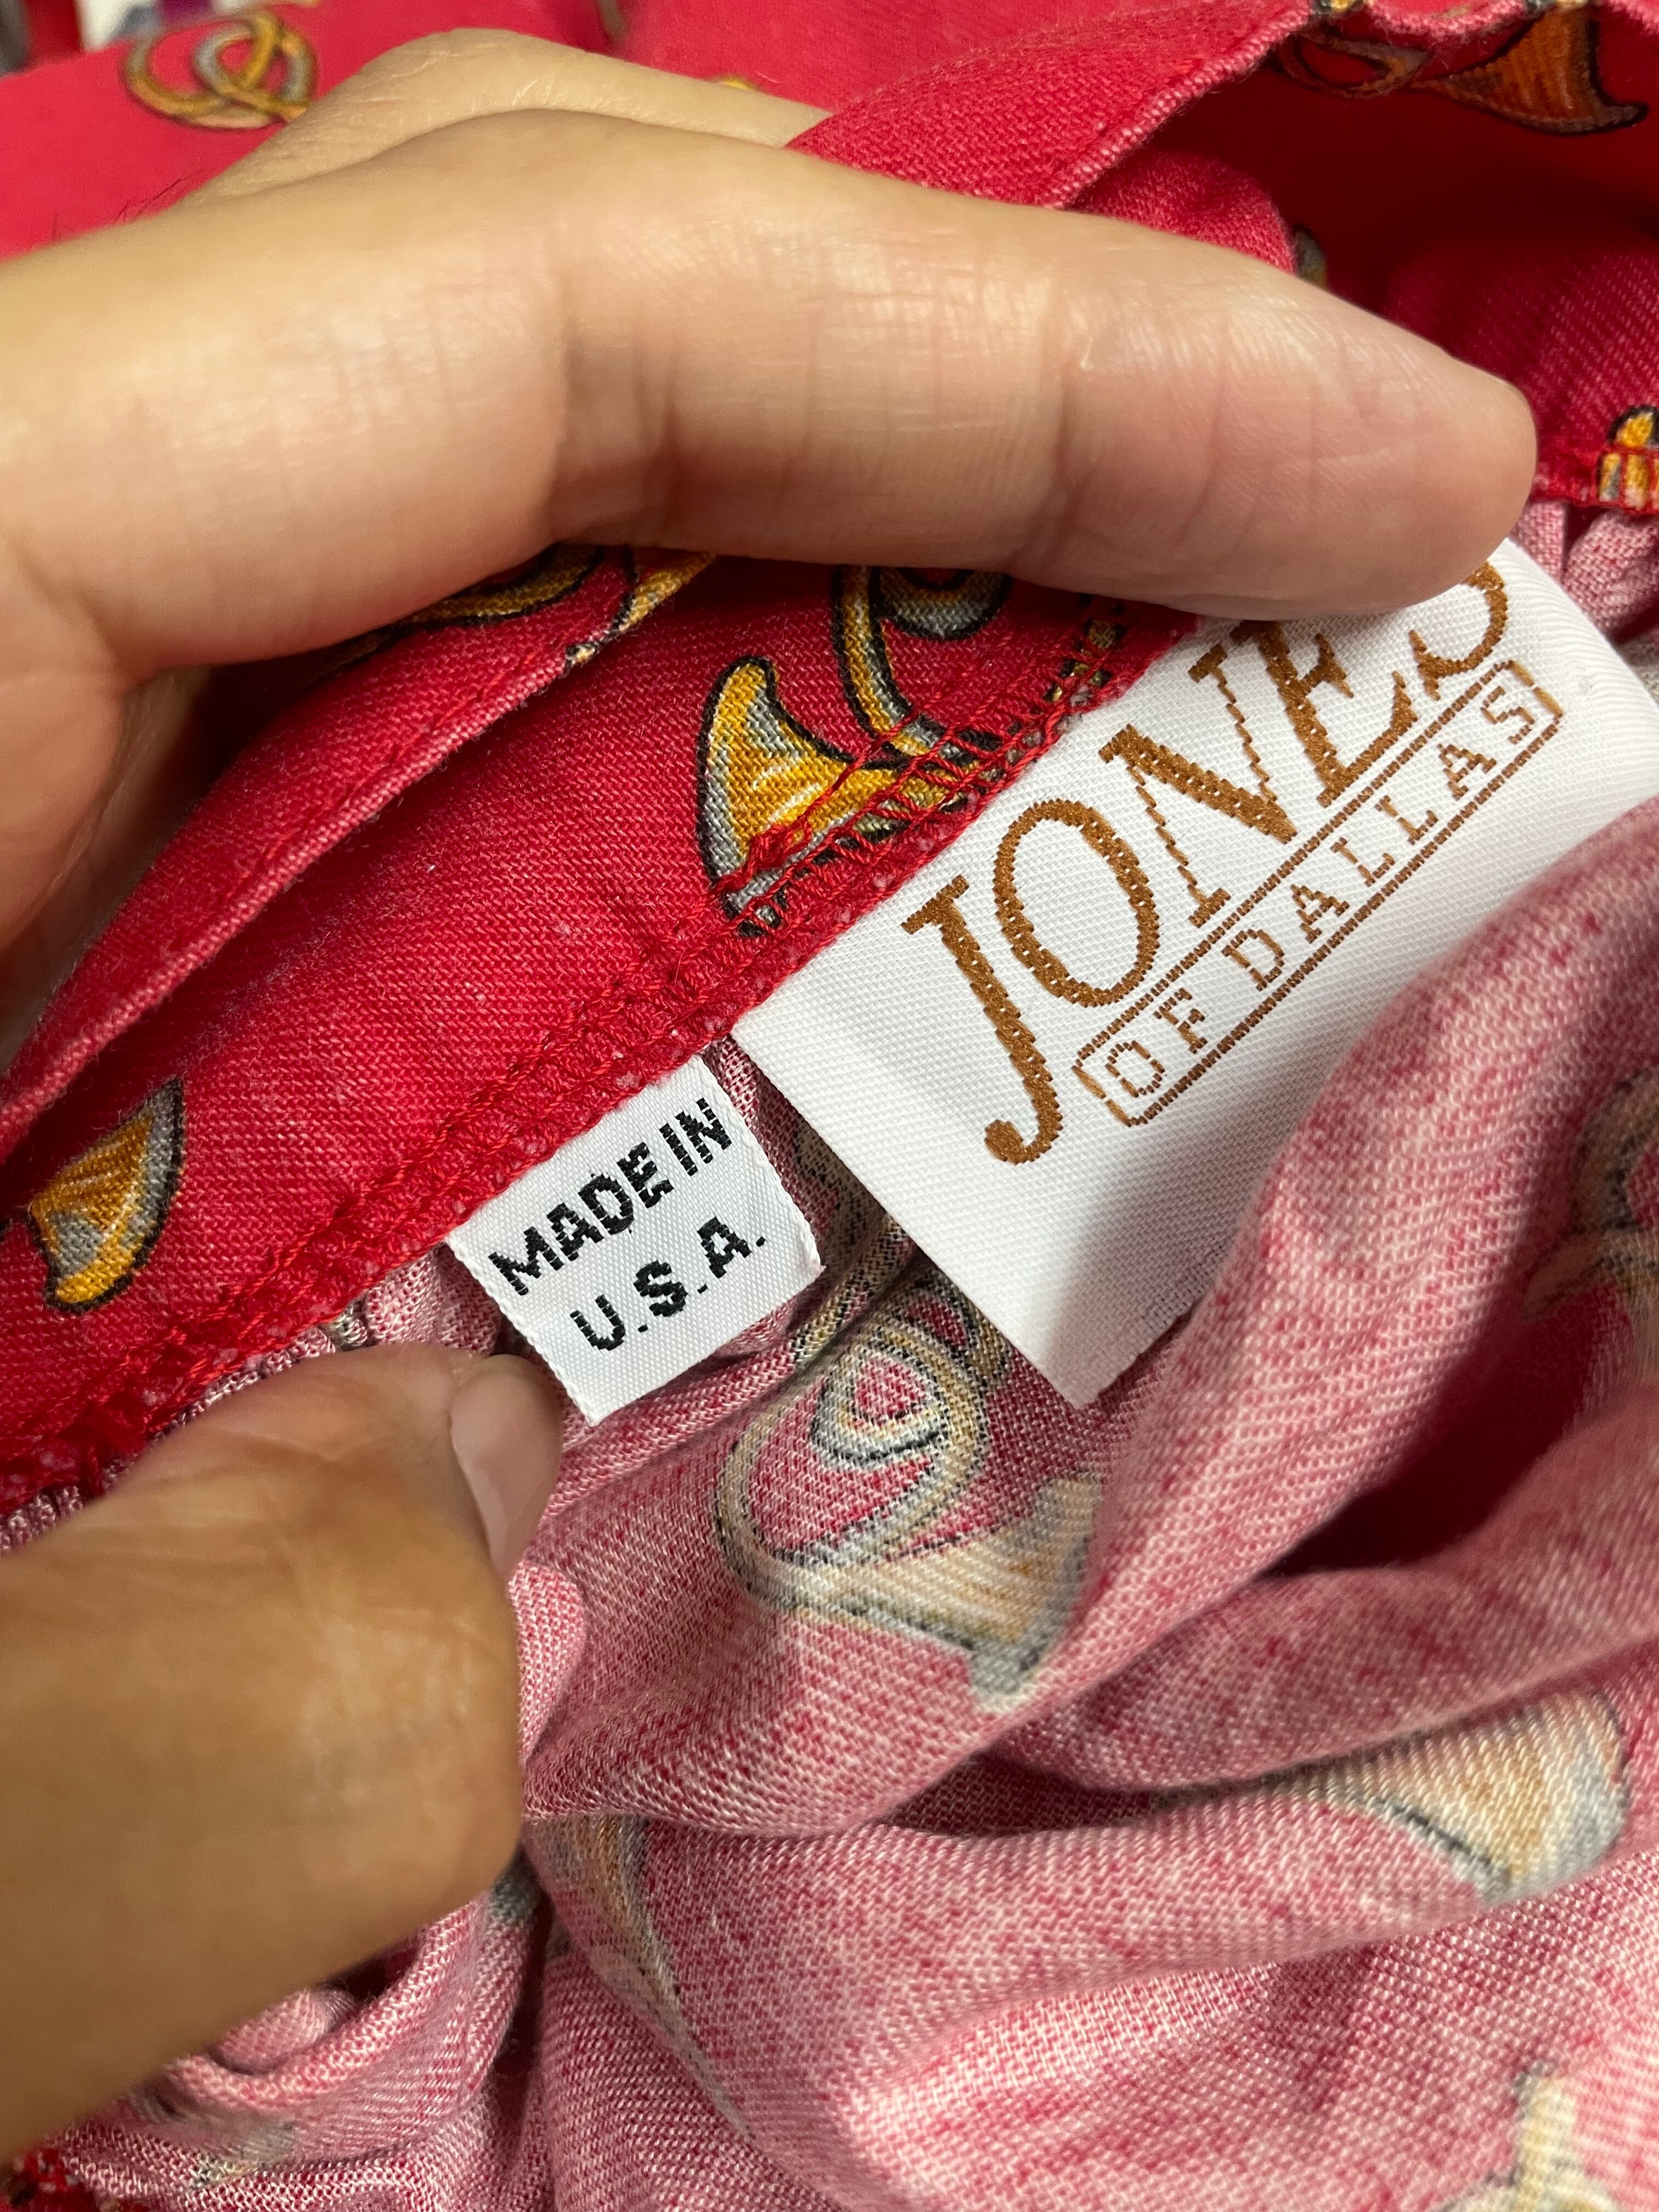 JONES
OF DALLAS
MADE IN
U.S.A.